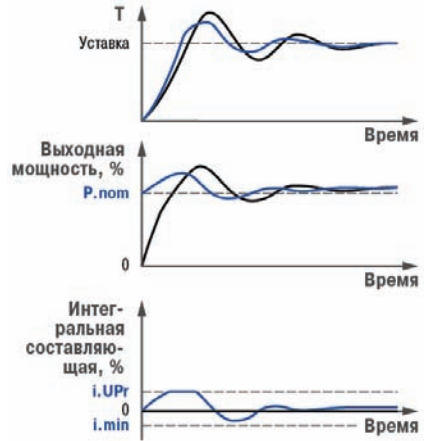 T
Уставка
Время
Выходная
мощность, %
P.nom
0
Время
Интег-
ральная
составляю-
щая, %
i.UPr
0
i.min
Время